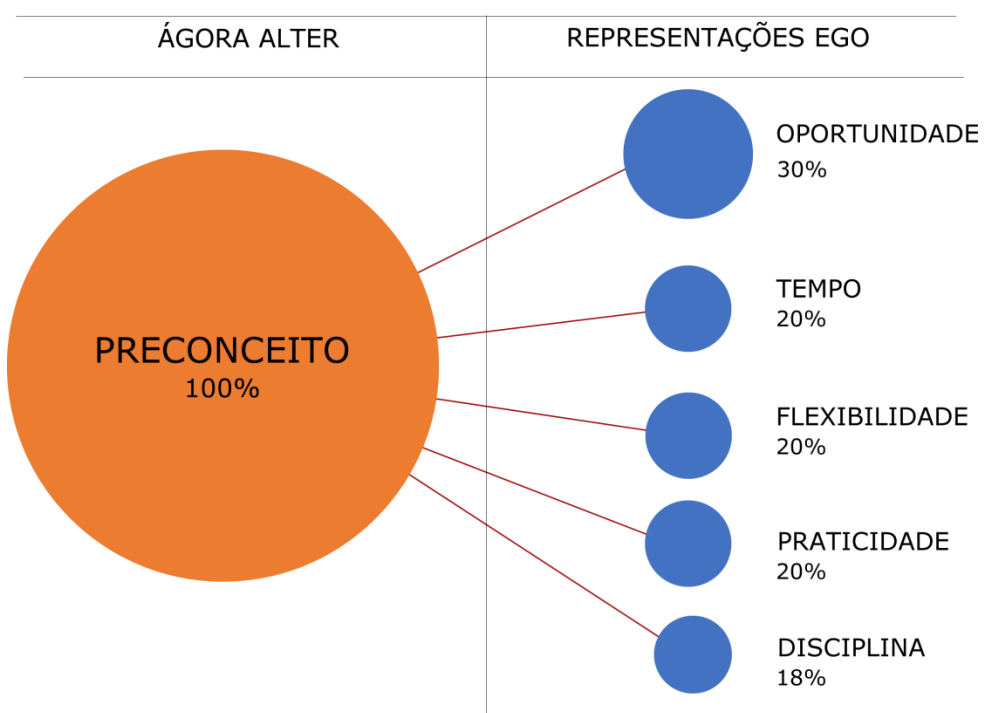 ÁGORA ALTER
REPRESENTAÇÕES EGO
PRECONCEITO
100%
OPORTUNIDADE
30%
TEMPO
20%
FLEXIBILIDADE
20%
PRATICIDADE
20%
DISCIPLINA
18%